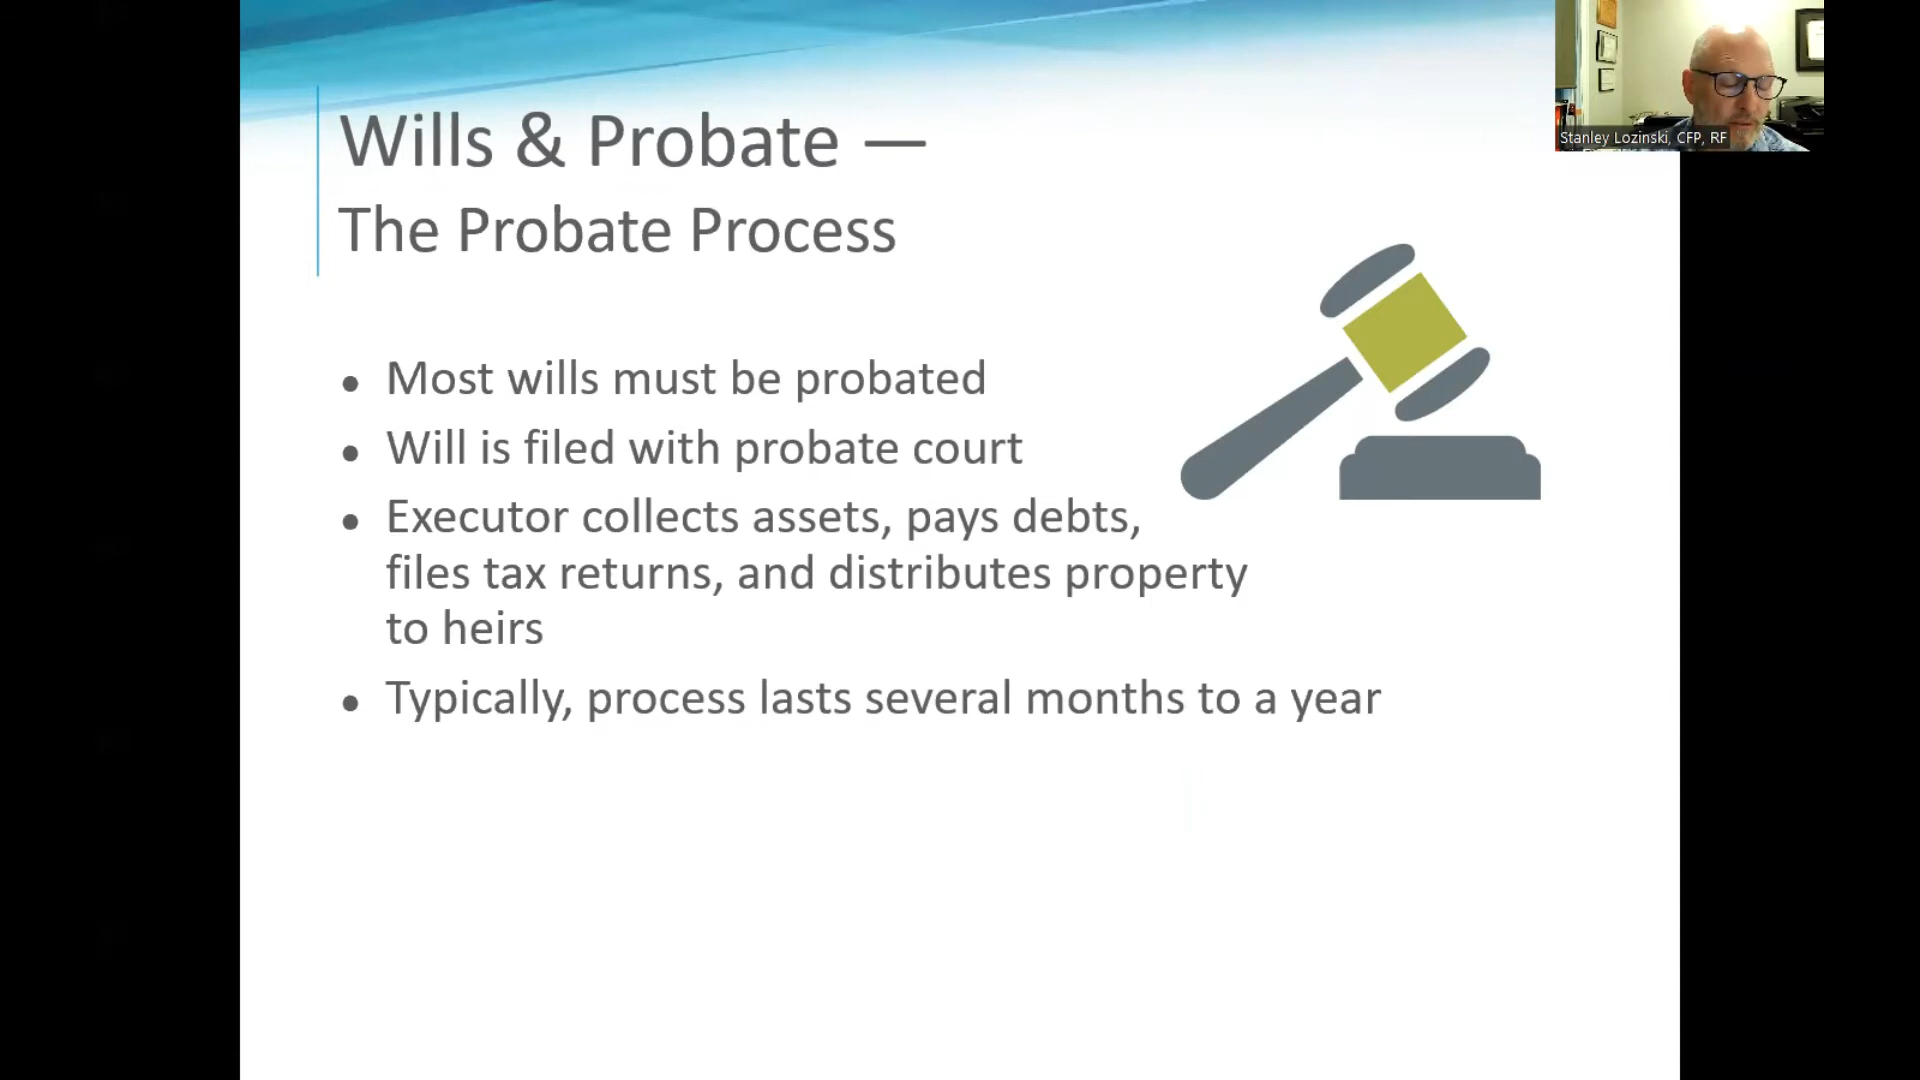 Wills & Probate —
The Probate Process
• Most wills must be probated
• Will is filed with probate court
• Executor collects assets, pays debts,
files tax returns, and distributes property
to heirs
• Typically, process lasts several months to a year
Stanley Lozinski, CFP, RF